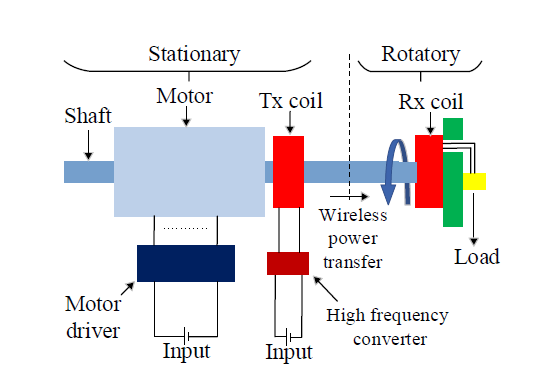 Stationary
Rotatory
Motor
Tx coil
Rx coil
Shaft
Wireless
power
transfer
Load
Motor
driver
High frequency
converter
Input
Input